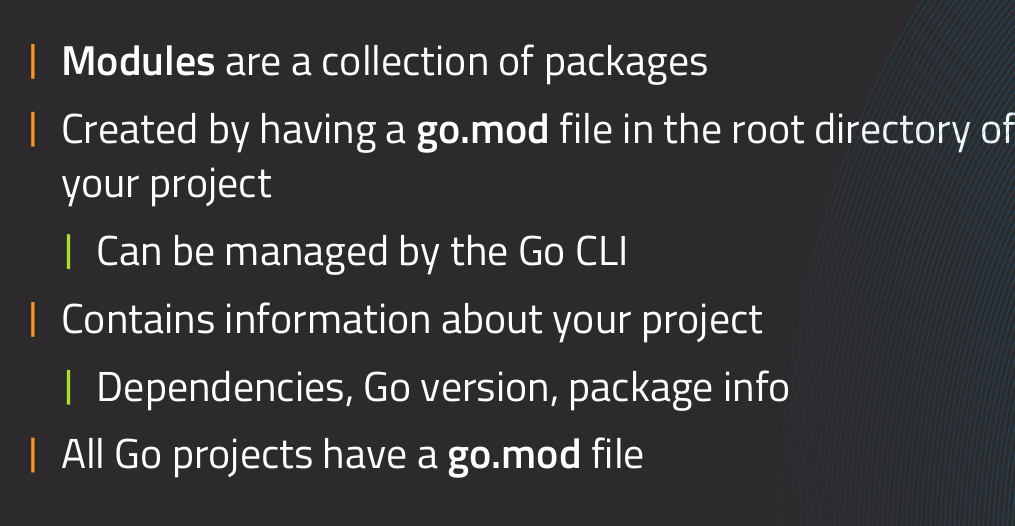 Modules are a collection of packages
Created by having a go.mod file in the root directory of
your project
Can be managed by the Go CLI
Contains information about your project
Dependencies, Go version, package info
All Go projects have a go.mod file